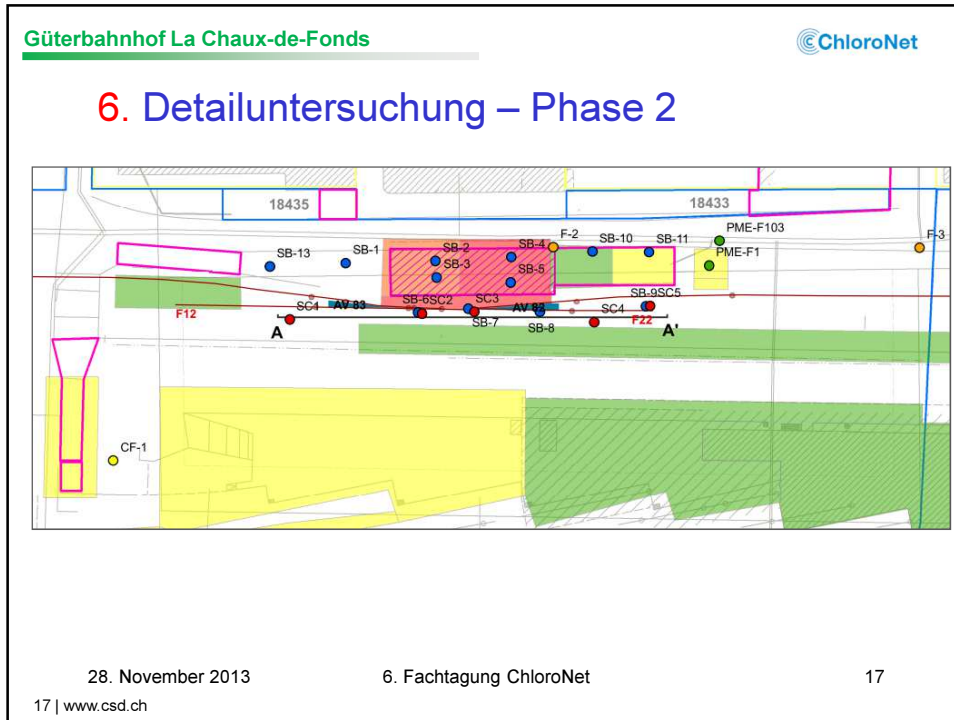 Güterbahnhof La Chaux-de-Fonds
ChloroNet
6. Detailuntersuchung – Phase 2
18435
18433
PME-F103
F-2
F-3
SB-13
SB-1
SB-2
SB-4
SB-10
SB-11
PME-F1
SB-3
SB-5
F12
SC1
AV 83
SB-6SC2
SC3
AV 82
SC4
SB-9SC5
F22
SB-7
SB-8
A
A'
CF-1
28. November 2013
6. Fachtagung ChloroNet
17
17 | www.csd.ch